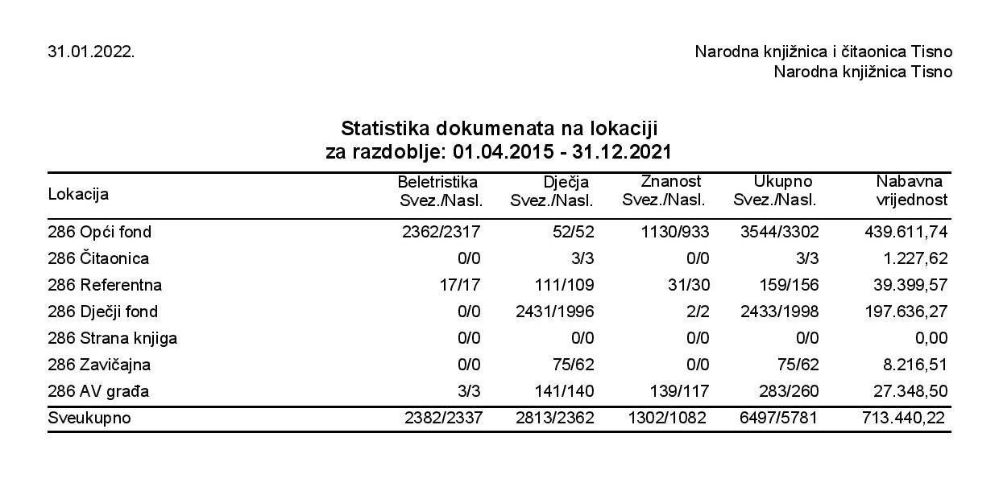 31.01.2022. Narodna knjižnica i čitaonica Tisno
Narodna knjižnica Tisno
Statistika dokumenata na lokaciji
za razdoblje: 01.04.2015 - 31.12.2021
Lokacija Beletristika Svez./Nasl. Dječja Svez./Nasl. Znanost Svez./Nasl. Ukupno Svez./Nasl. Nabavna vrijednost
286 Opći fond 2362/2317 52/52 1130/933 3544/3302 439.611,74
286 Čitaonica 0/0 3/3 0/0 3/3 1.227,62
286 Referentna 17/17 111/109 31/30 159/156 39.399,57
286 Dječji fond 0/0 2431/1996 2/2 2433/1998 197.636,27
286 Strana knjiga 0/0 0/0 0/0 0/0 0,00
286 Zavičajna 0/0 75/62 0/0 75/62 8.216,51
286 AV građa 3/3 141/140 139/117 283/260 27.348,50
Sveukupno 2382/2337 2813/2362 1302/1082 6497/5781 713.440,22